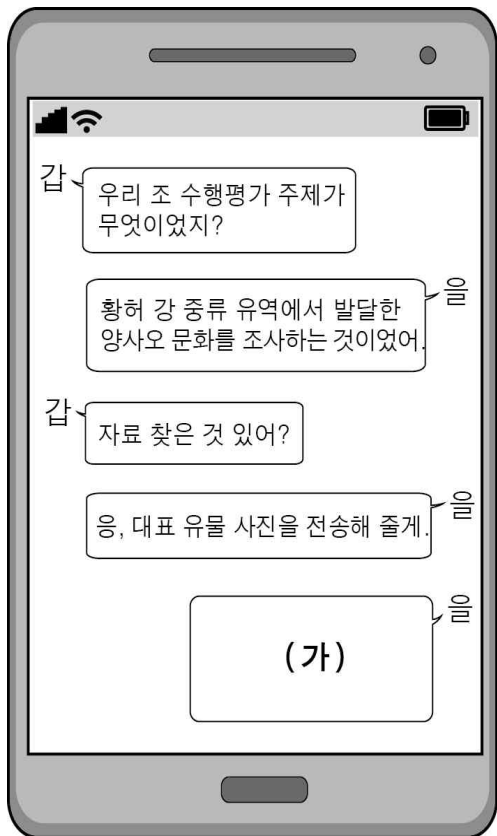 갑
우리 조 수행평가 주제가
무엇이었지?
을
황허 강 중류 유역에서 발달한
양사오 문화를 조사하는 것이었어.
갑
자료 찾은 것 있어?
을
응, 대표 유물 사진을 전송해 줄게.
을
(가)